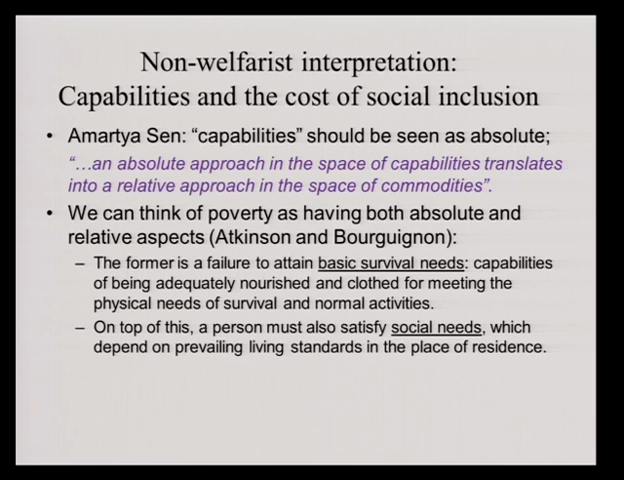 Non-welfarist interpretation:
Capabilities and the cost of social inclusion
• Amartya Sen: “capabilities” should be seen as absolute;
“…an absolute approach in the space of capabilities translates
into a relative approach in the space of commodities”.
• We can think of poverty as having both absolute and
relative aspects (Atkinson and Bourguignon):
– The former is a failure to attain basic survival needs: capabilities
of being adequately nourished and clothed for meeting the
physical needs of survival and normal activities.
– On top of this, a person must also satisfy social needs, which
depend on prevailing living standards in the place of residence.